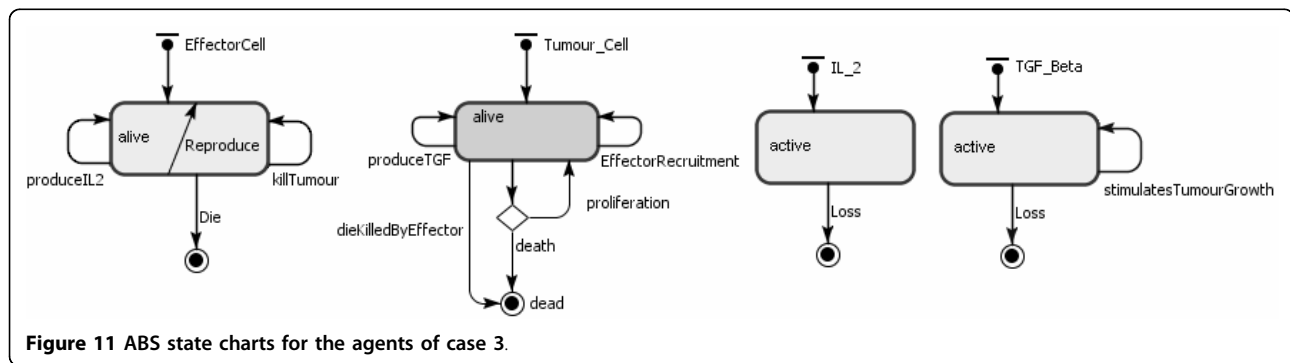 EffectorCell
alive
Reproduce
produceIL2
killTumour
Die
Tumour_Cell
alive
produceTGF
EffectorRecruitment
proliferation
dieKilledByEffector
death
dead
IL_2
active
Loss
TGF_Beta
active
stimulatesTumourGrowth
Loss
Figure 11 ABS state charts for the agents of case 3.